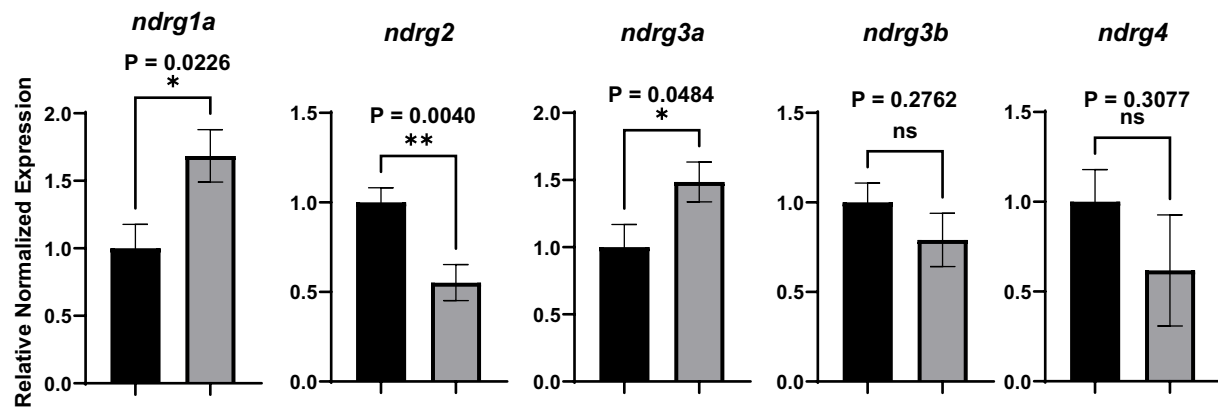 Relative Normalized Expression
ndrg1a
P = 0.0226
*
2.0
1.5
1.0
0.5
0.0
ndrg2
P = 0.0040
**
1.5
1.0
0.5
0.0
ndrg3a
P = 0.0484
*
2.0
1.5
1.0
0.5
0.0
ndrg3b
P = 0.2762
ns
1.5
1.0
0.5
0.0
ndrg4
P = 0.3077
ns
1.5
1.0
0.5
0.0